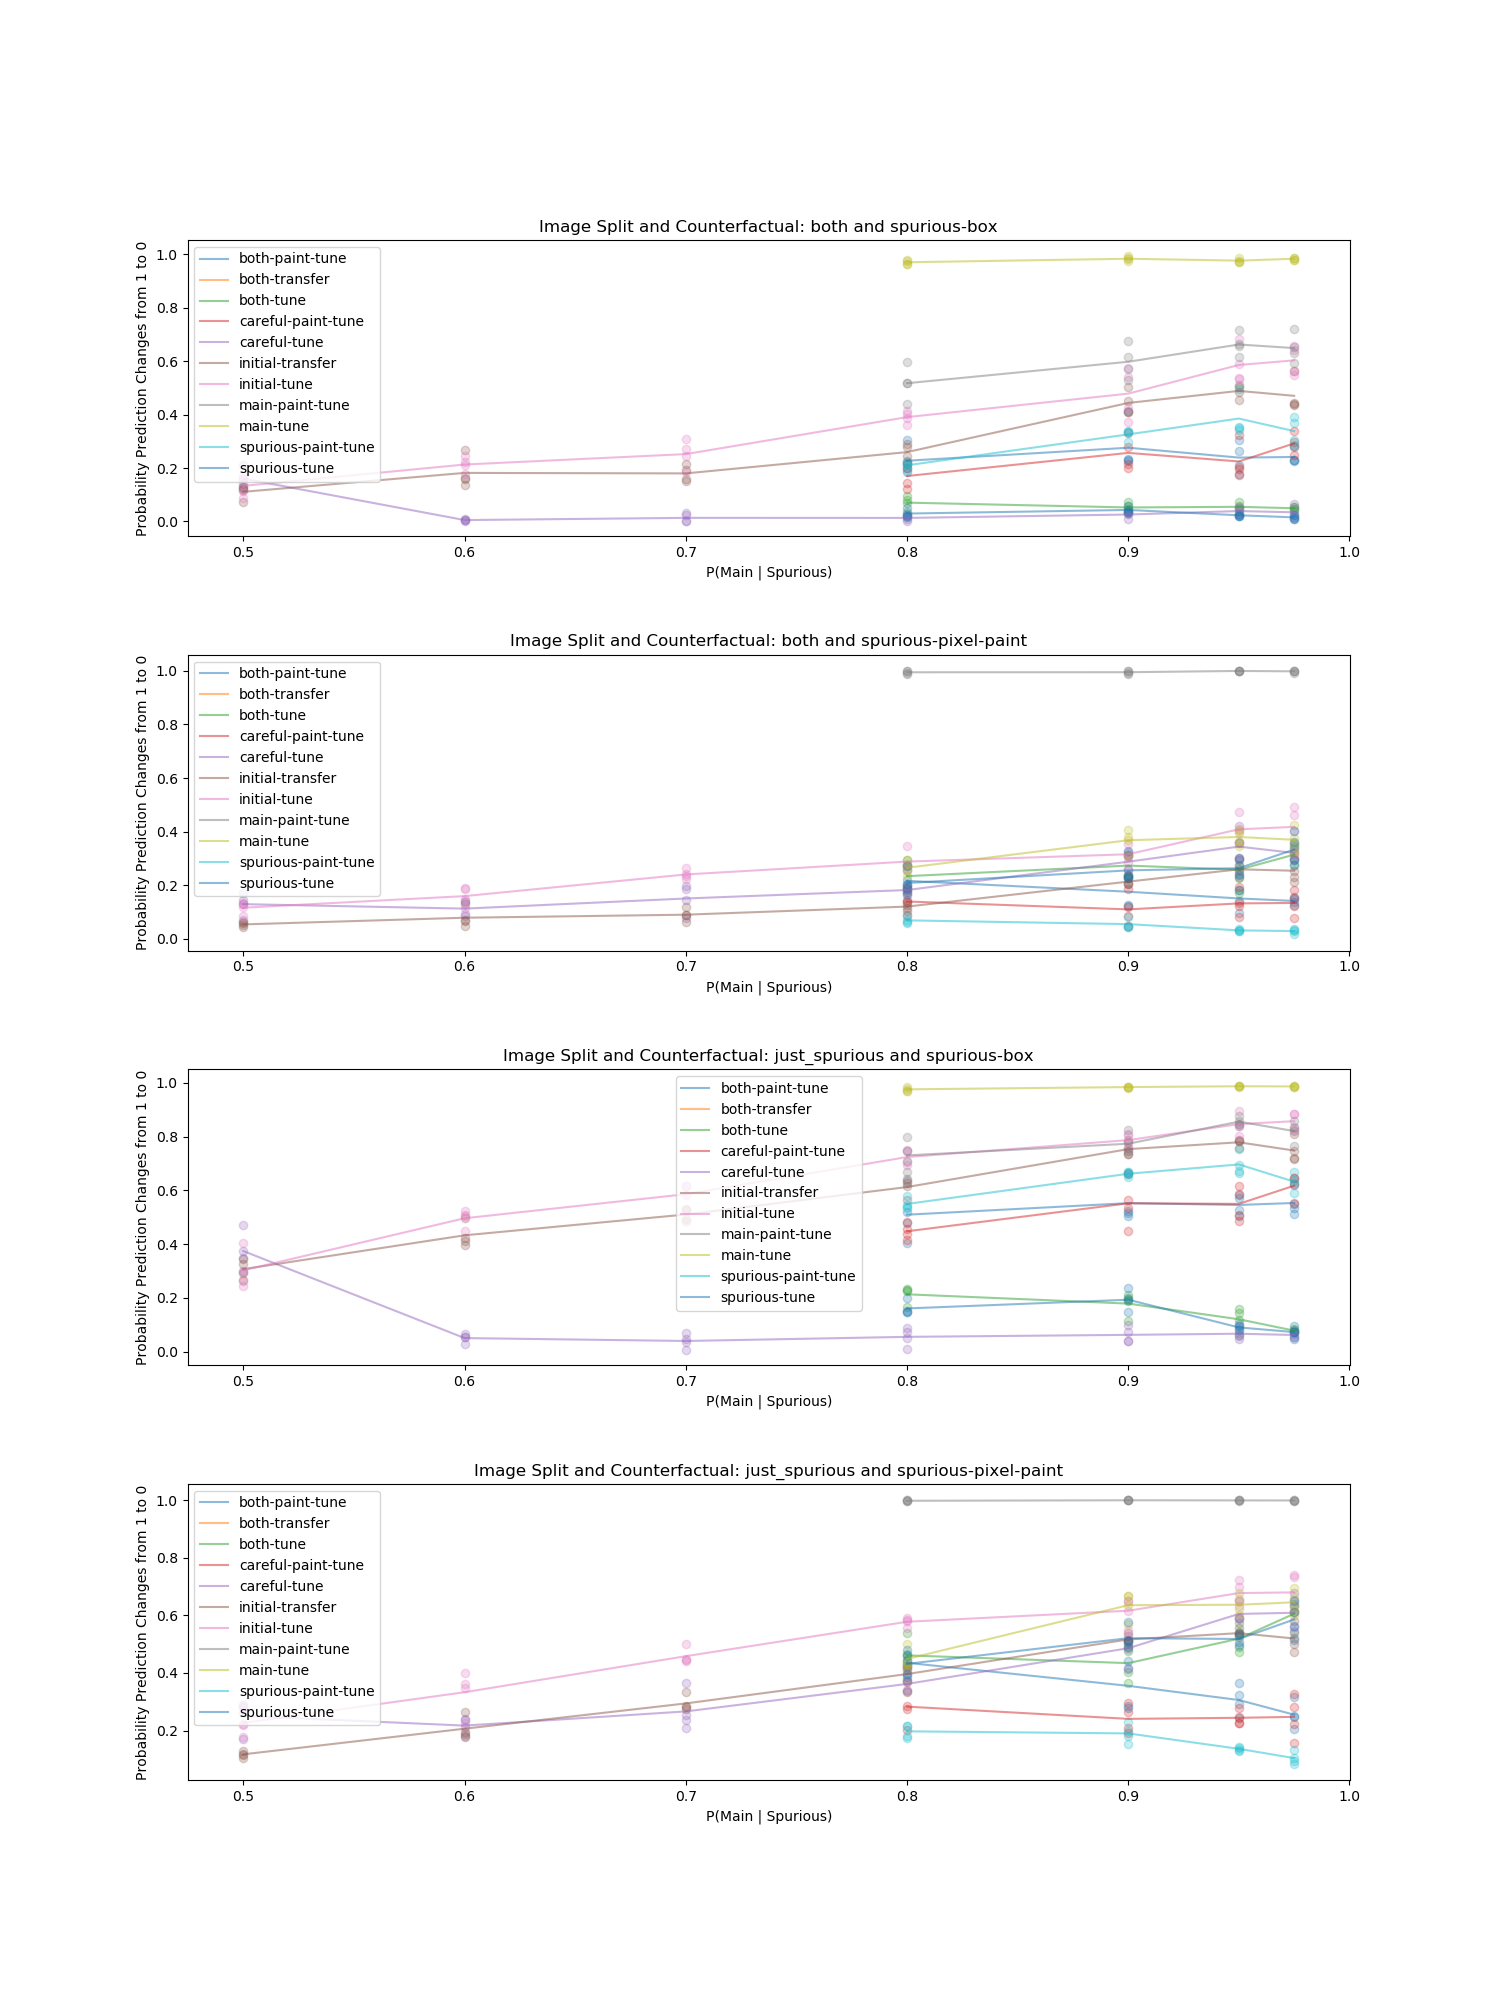 Image Split and Counterfactual: both and spurious-box
Probability Prediction Changes from 1 to 0
1.0
0.8
0.6
0.4
0.2
0.0
both-paint-tune
both-transfer
both-tune
careful-paint-tune
careful-tune
initial-transfer
initial-tune
main-paint-tune
main-tune
spurious-paint-tune
spurious-tune
0.5 0.6 0.7 0.8 0.9 1.0
P(Main | Spurious)
Image Split and Counterfactual: both and spurious-pixel-paint
Probability Prediction Changes from 1 to 0
1.0
0.8
0.6
0.4
0.2
0.0
both-paint-tune
both-transfer
both-tune
careful-paint-tune
careful-tune
initial-transfer
initial-tune
main-paint-tune
main-tune
spurious-paint-tune
spurious-tune
0.5 0.6 0.7 0.8 0.9 1.0
P(Main | Spurious)
Image Split and Counterfactual: just_spurious and spurious-box
Probability Prediction Changes from 1 to 0
1.0
0.8
0.6
0.4
0.2
0.0
both-paint-tune
both-transfer
both-tune
careful-paint-tune
careful-tune
initial-transfer
initial-tune
main-paint-tune
main-tune
spurious-paint-tune
spurious-tune
0.5 0.6 0.7 0.8 0.9 1.0
P(Main | Spurious)
Image Split and Counterfactual: just_spurious and spurious-pixel-paint
Probability Prediction Changes from 1 to 0
1.0
0.8
0.6
0.4
0.2
both-paint-tune
both-transfer
both-tune
careful-paint-tune
careful-tune
initial-transfer
initial-tune
main-paint-tune
main-tune
spurious-paint-tune
spurious-tune
0.5 0.6 0.7 0.8 0.9 1.0
P(Main | Spurious)